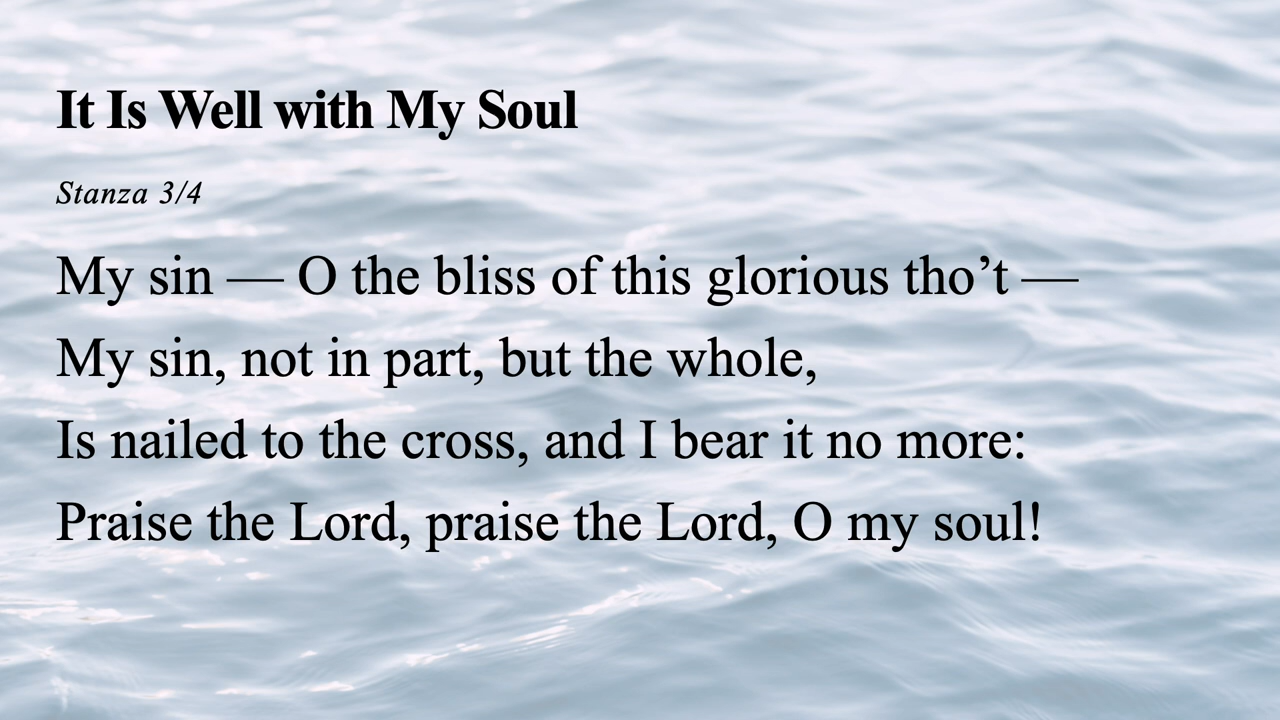 It Is Well with My Soul
Stanza 3/4
My sin — O the bliss of this glorious tho’t —
My sin, not in part, but the whole,
Is nailed to the cross, and I bear it no more:
Praise the Lord, praise the Lord, O my soul!